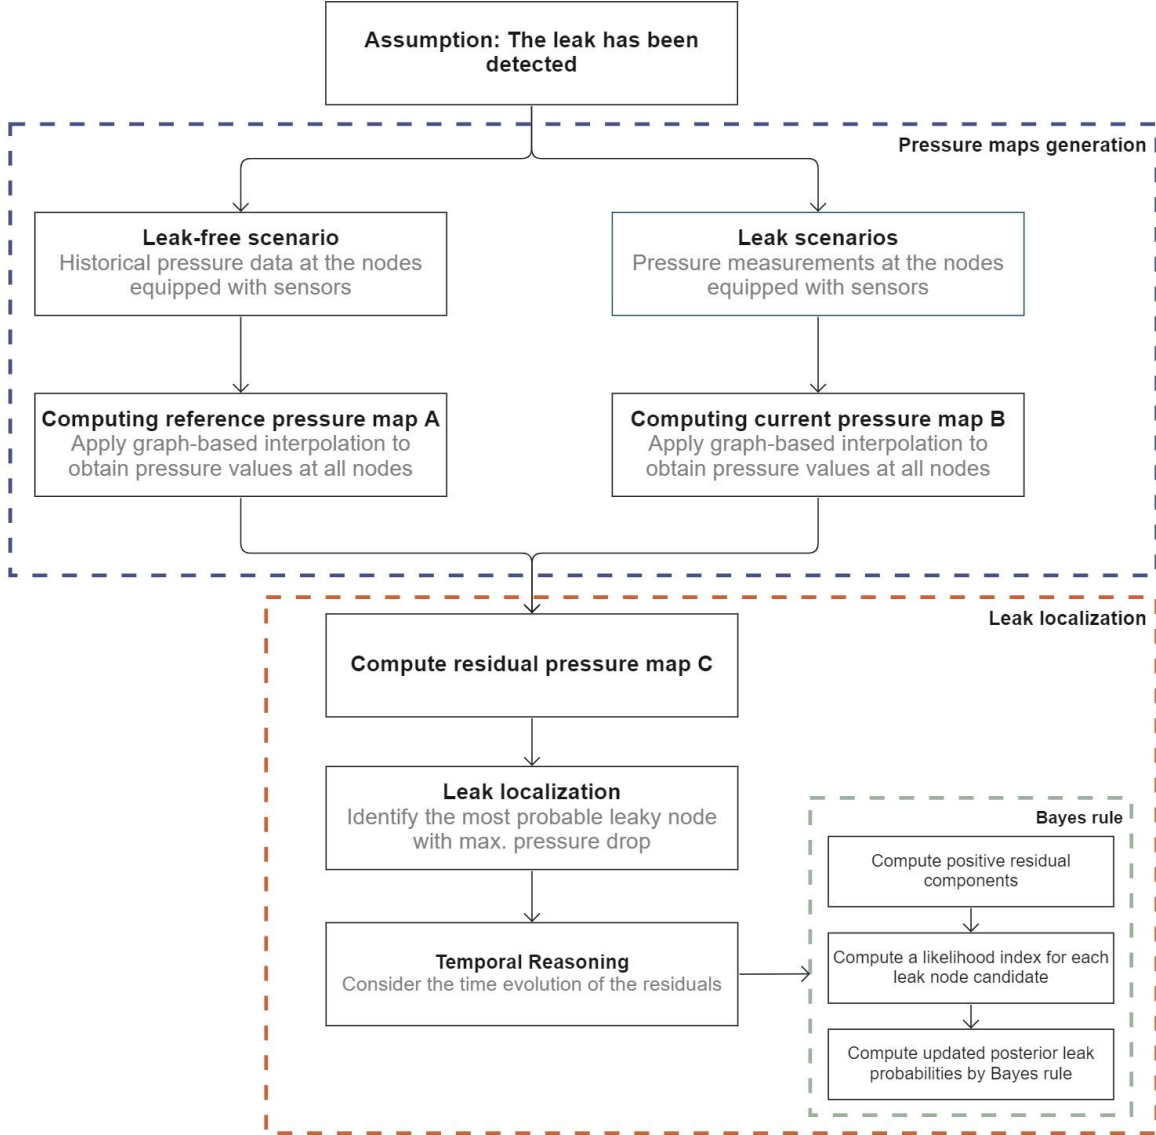 Assumption: The leak has been
detected
Pressure maps generation
Leak-free scenario
Historical pressure data at the nodes
equipped with sensors
Leak scenarios
Pressure measurements at the nodes
equipped with sensors
Computing reference pressure map A
Apply graph-based interpolation to
obtain pressure values at all nodes
Computing current pressure map B
Apply graph-based interpolation to
obtain pressure values at all nodes
Leak localization
Compute residual pressure map C
Leak localization
Identify the most probable leaky node
with max. pressure drop
Temporal Reasoning
Consider the time evolution of the residuals
Bayes rule
Compute positive residual
components
Compute a likelihood index for each
leak node candidate
Compute updated posterior leak
probabilities by Bayes rule